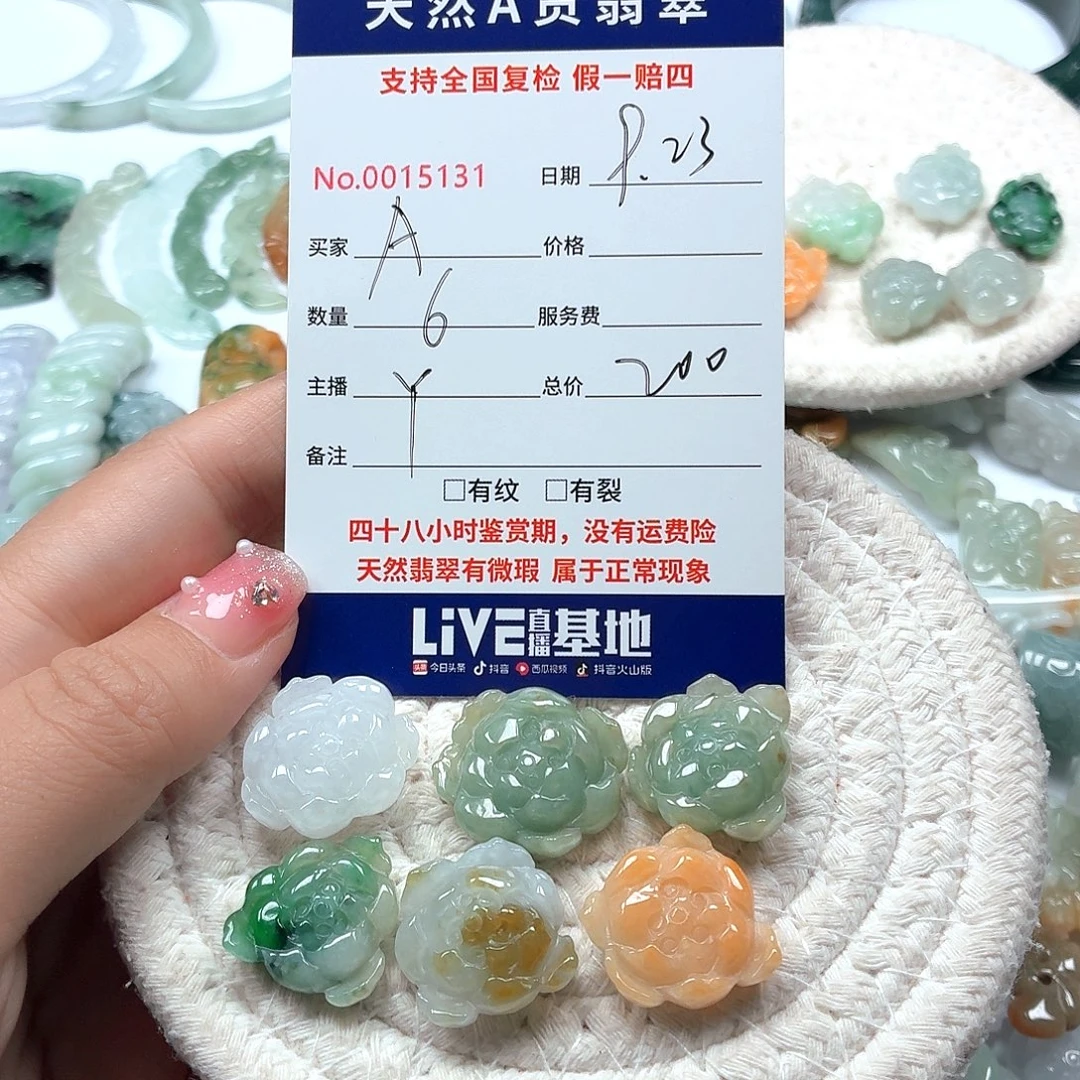 天然A货翡翠
支持全国复检 假一赔四
No.0015131 日期 8.23
买家 A 价格
数量 6 服务费
主播 Y 总价 200
备注
□有纹 □有裂
四十八小时鉴赏期，没有运费险
天然翡翠有微瑕 属于正常现象
LiVE直播基地
头条 今日头条 抖音 西瓜视频 抖音火山版